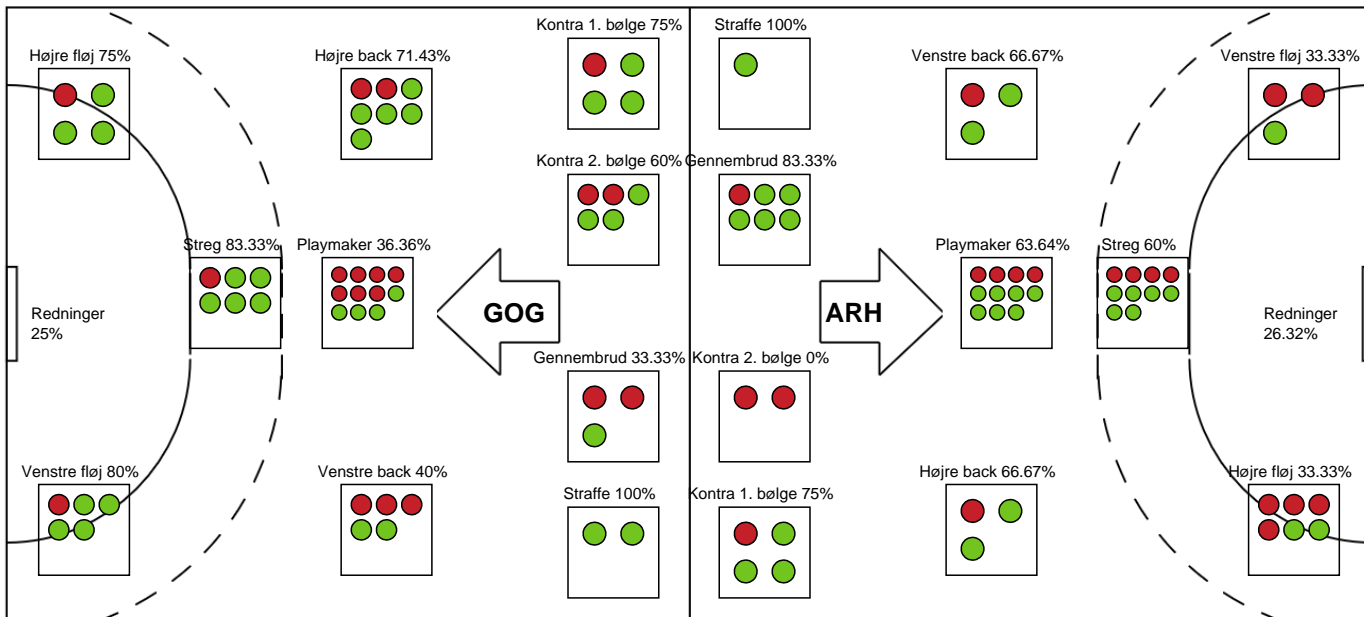 Kontra 1. bølge 75%
Straffe 100%
Højre fløj 75%
Højre back 71.43%
Venstre back 66.67%
Venstre fløj 33.33%
Kontra 2. bølge 60%
Gennembrud 83.33%
Streg 83.33%
Playmaker 36.36%
Playmaker 63.64%
Streg 60%
Redninger
25%
GOG
ARH
Redninger
26.32%
Gennembrud 33.33%
Kontra 2. bølge 0%
Venstre fløj 80%
Venstre back 40%
Højre back 66.67%
Højre fløj 33.33%
Straffe 100%
Kontra 1. bølge 75%